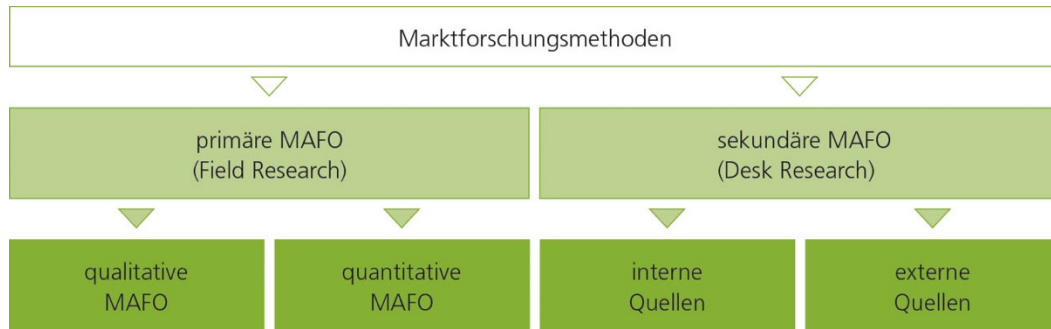 Marktforschungsmethoden
primäre MAFO
(Field Research)
sekundäre MAFO
(Desk Research)
qualitative
MAFO
quantitative
MAFO
interne
Quellen
externe
Quellen